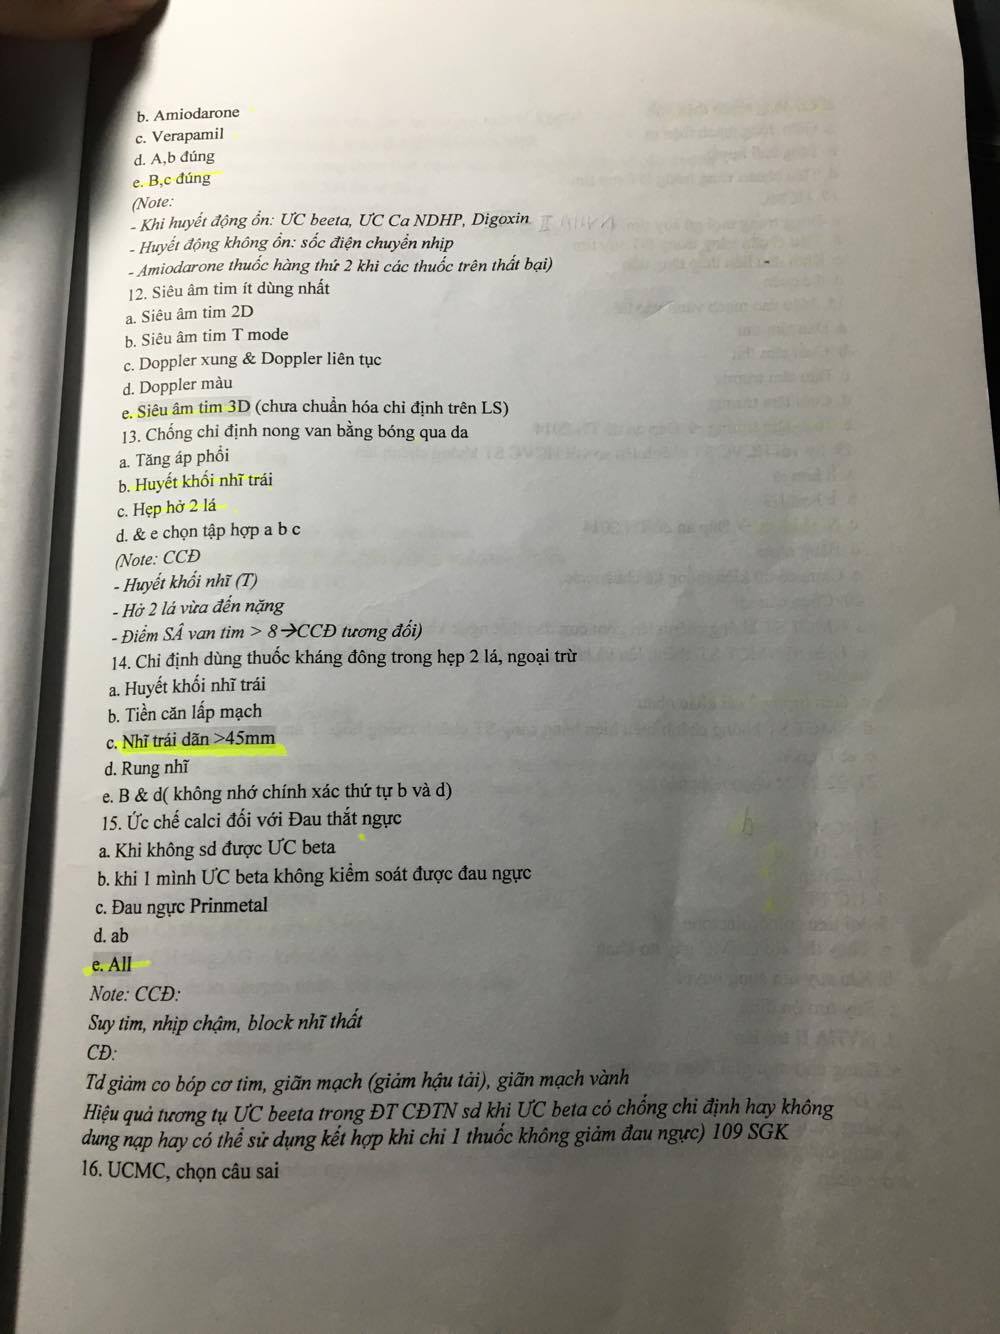 b. Amiodarone
c. Verapamil
d. A,b đúng
e. B,c đúng
(Note:
- Khi huyết động ổn: ƯC beeta, ƯC Ca NDHP, Digoxin
- Huyết động không ổn: sốc điện chuyển nhịp
- Amiodarone thuốc hàng thứ 2 khi các thuốc trên thất bại)
12. Siêu âm tim ít dùng nhất
a. Siêu âm tim 2D
b. Siêu âm tim T mode
c. Doppler xung & Doppler liên tục
d. Doppler màu
e. Siêu âm tim 3D (chưa chuẩn hóa chỉ định trên LS)
13. Chống chỉ định nong van bằng bóng qua da
a. Tăng áp phổi
b. Huyết khối nhĩ trái
c. Hẹp hở 2 lá
d. & e chọn tập hợp a b c
(Note: CCĐ
- Huyết khối nhĩ (T)
- Hở 2 lá vừa đến nặng
- Điểm SÂ van tim > 8→CCĐ tương đối)
14. Chỉ định dùng thuốc kháng đông trong hẹp 2 lá, ngoại trừ
a. Huyết khối nhĩ trái
b. Tiền căn lấp mạch
c. Nhĩ trái dãn >45mm
d. Rung nhĩ
e. B & d( không nhớ chính xác thứ tự b và d)
15. Ức chế calci đối với Đau thắt ngực
a. Khi không sd được ƯC beta
b. khi 1 mình ƯC beta không kiểm soát được đau ngực
c. Đau ngực Prinmetal
d. ab
e. All
Note: CCĐ:
Suy tim, nhịp chậm, block nhĩ thất
CĐ:
Td giảm co bóp cơ tim, giãn mạch (giảm hậu tải), giãn mạch vành
Hiệu quả tương tụ ƯC beeta trong ĐT CĐTN sd khi ƯC beta có chống chỉ định hay không
dung nạp hay có thể sử dụng kết hợp khi chỉ 1 thuốc không giảm đau ngực) 109 SGK
16. UCMC, chọn câu sai